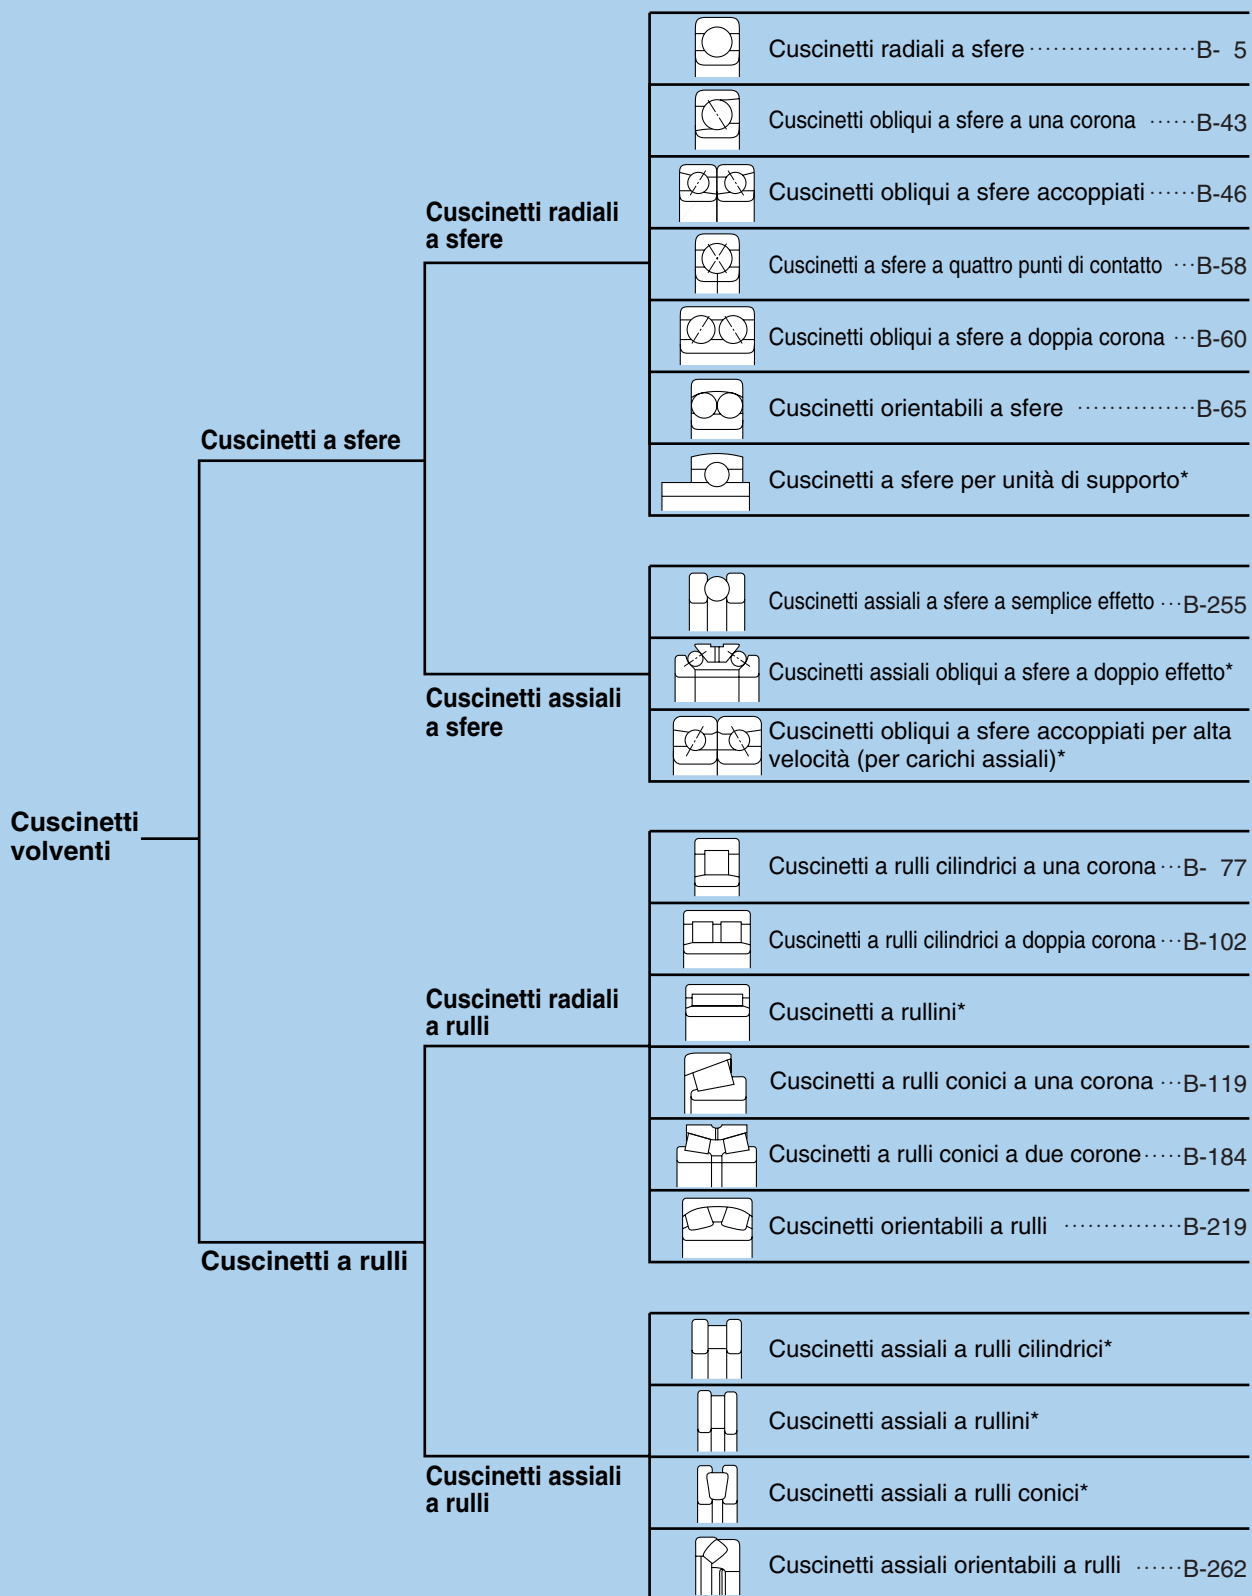 Cuscinetti
volventi
Cuscinetti a sfere
Cuscinetti radiali
a sfere
Cuscinetti radiali a sfere ·····················B- 5
Cuscinetti obliqui a sfere a una corona ······B-43
Cuscinetti obliqui a sfere accoppiati ······B-46
Cuscinetti a sfere a quattro punti di contatto ···B-58
Cuscinetti obliqui a sfere a doppia corona ···B-60
Cuscinetti orientabili a sfere ···············B-65
Cuscinetti a sfere per unità di supporto*
Cuscinetti assiali
a sfere
Cuscinetti assiali a sfere a semplice effetto ···B-255
Cuscinetti assiali obliqui a sfere a doppio effetto*
Cuscinetti obliqui a sfere accoppiati per alta
velocità (per carichi assiali)*
Cuscinetti a rulli
Cuscinetti radiali
a rulli
Cuscinetti a rulli cilindrici a una corona ···B- 77
Cuscinetti a rulli cilindrici a doppia corona ···B-102
Cuscinetti a rullini*
Cuscinetti a rulli conici a una corona ···B-119
Cuscinetti a rulli conici a due corone ·····B-184
Cuscinetti orientabili a rulli ···············B-219
Cuscinetti assiali
a rulli
Cuscinetti assiali a rulli cilindrici*
Cuscinetti assiali a rullini*
Cuscinetti assiali a rulli conici*
Cuscinetti assiali orientabili a rulli ······B-262